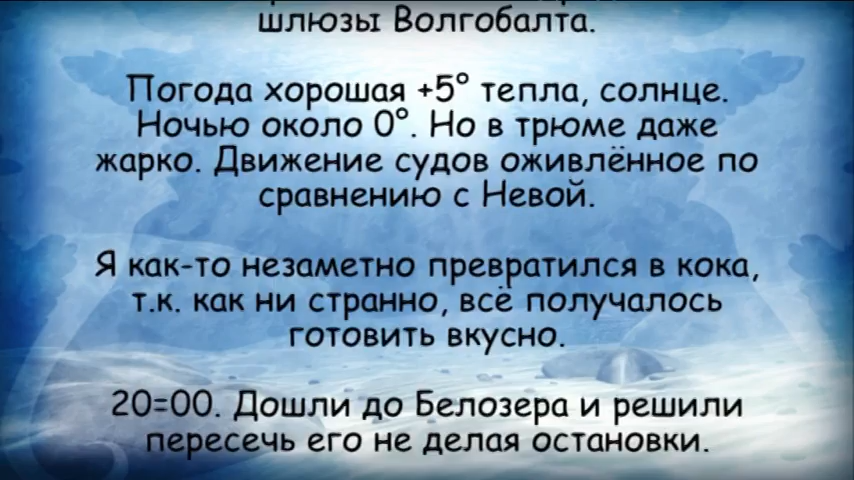 шлюзы Волгобалта.
Погода хорошая +5° тепла, солнце.
Ночью около 0°. Но в трюме даже
жарко. Движение судов оживлённое по
сравнению с Невой.
Я как-то незаметно превратился в кока,
т.к. как ни странно, всё получалось
готовить вкусно.
20=00. Дошли до Белозера и решили
пересечь его не делая остановки.